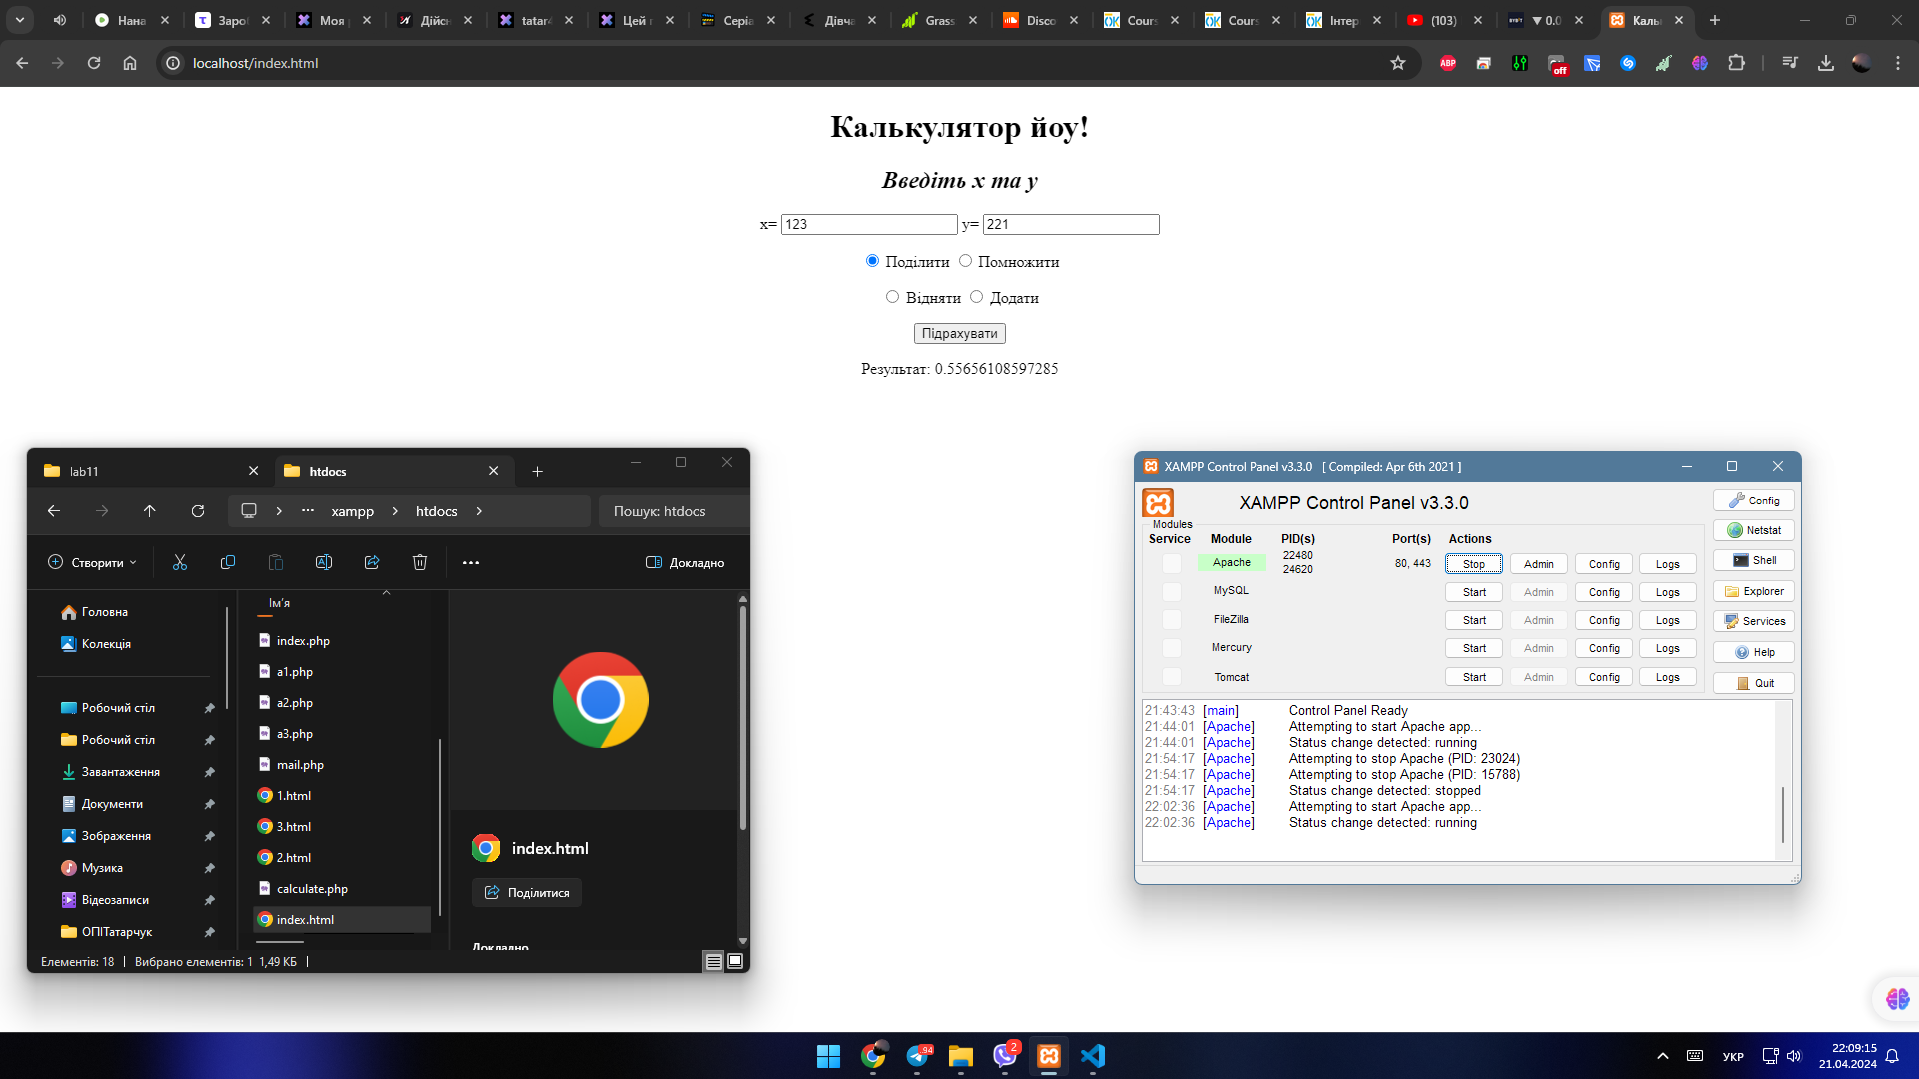 Нана
Зароб
Моя
Дійсн
tatar4
Цей
Серіа
Дівча
Grass
Disco
Cours
Cours
Інтер
(103)
▼ 0.0
Каль
localhost/index.html
ABP
off
Калькулятор йоу!
Введіть x та y
x= 123 y= 221
Поділити Помножити
Відняти Додати
Підрахувати
Результат: 0.55656108597285
lab11
htdocs
xampp > htdocs >
Пошук: htdocs
Створити
Докладно
Головна
Колекція
Робочий стіл
Робочий стіл
Завантаження
Документи
Зображення
Музика
Відеозаписи
ОПІТатарчук
Ім'я
index.php
a1.php
a2.php
a3.php
mail.php
1.html
3.html
2.html
calculate.php
index.html
index.html
Поділитися
Докладно
Елементів: 18 | Вибрано елементів: 1 1,49 КБ |
XAMPP Control Panel v3.3.0 [ Compiled: Apr 6th 2021 ]
XAMPP Control Panel v3.3.0
Modules
Service Module PID(s) Port(s) Actions
Apache 22480 24620 80, 443 Stop Admin Config Logs
MySQL Start Admin Config Logs
FileZilla Start Admin Config Logs
Mercury Start Admin Config Logs
Tomcat Start Admin Config Logs
Config
Netstat
Shell
Explorer
Services
Help
Quit
21:43:43 [main] Control Panel Ready
21:44:01 [Apache] Attempting to start Apache app...
21:44:01 [Apache] Status change detected: running
21:54:17 [Apache] Attempting to stop Apache (PID: 23024)
21:54:17 [Apache] Attempting to stop Apache (PID: 15788)
21:54:17 [Apache] Status change detected: stopped
22:02:36 [Apache] Attempting to start Apache app...
22:02:36 [Apache] Status change detected: running
94
2
УКР
22:09:15
21.04.2024